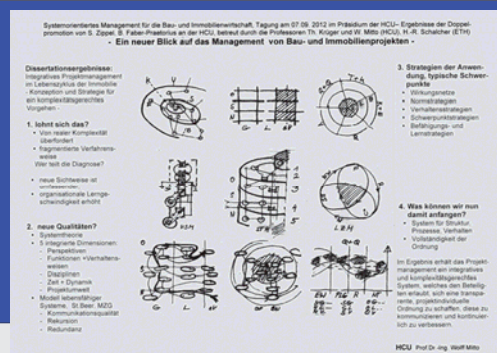 Systemorientiertes Management für die Bau- und Immobilienwirtschaft, Tagung am 07.09. 2012 im Präsidium der HCU– Ergebnisse der Doppel-
promotion von S. Zippel, B. Faber-Praetorius an der HCU, betreut durch die Professoren Th. Krüger und W. Mitto (HCU), H.-R. Schalcher (ETH)
- Ein neuer Blick auf das Management von Bau- und Immobilienprojekten -
Dissertationsergebnisse:
Integratives Projektmanagement
im Lebenszyklus der Immobilie
- Konzeption und Strategie für
ein komplexitätsgerechtes
Vorgehen -
1. lohnt sich das?
• Von realer Komplexität
überfordert
• fragmentierte Verfahrens-
weise
Wer teilt die Diagnose?
• neue Sichtweise ist
• organisationale Lernge-
schwindigkeit erhöht
2. neue Qualitäten?
• Systemtheorie
• 5 integrierte Dimensionen:
- Perspektiven
- Funktionen +Verhaltens-
weisen
- Disziplinen
- Zeit + Dynamik
- Projektumwelt
• Modell lebensfähiger
Systeme, St.Beer, MZG
- Kommunikationsqualität
- Rekursion
- Redundanz
G L
VSM
LRM
G L
3. Strategien der Anwen-
dung, typische Schwer-
punkte
• Wirkungsnetze
• Normstrategien
• Verhaltensstrategien
• Schwerpunktstrategien
• Befähigungs- und
Lernstrategien
4. Was können wir nun
damit anfangen?
• System für Struktur,
Prozesse, Verhalten
• Vollständigkeit der
Ordnung
Im Ergebnis erhält das Projekt-
management ein integratives
und komplexitätsgerechtes
System, welches den Beteilig-
ten erlaubt, sich eine transpa-
rente, projektindividuelle
Ordnung zu schaffen, diese zu
kommunizieren und kontinuier-
lich zu verbessern.
HCU Prof.Dr.-Ing. Wolff Mitto